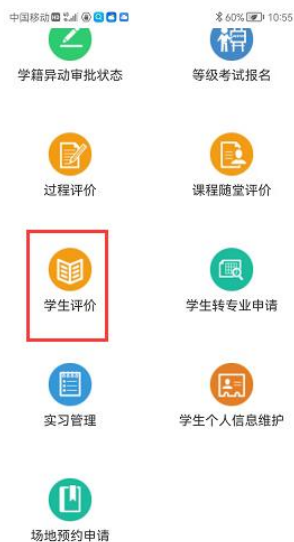 中国移动 60% 10:55
学籍异动审批状态 等级考试报名
过程评价 课程随堂评价
学生评价 学生转专业申请
实习管理 学生个人信息维护
场地预约申请